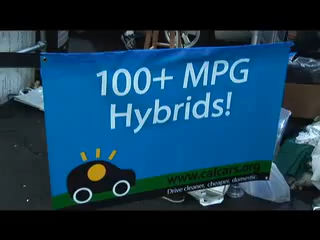 100+ MPG
Hybrids!
www.calcars.org
Drive cleaner. cheaper. domestic.